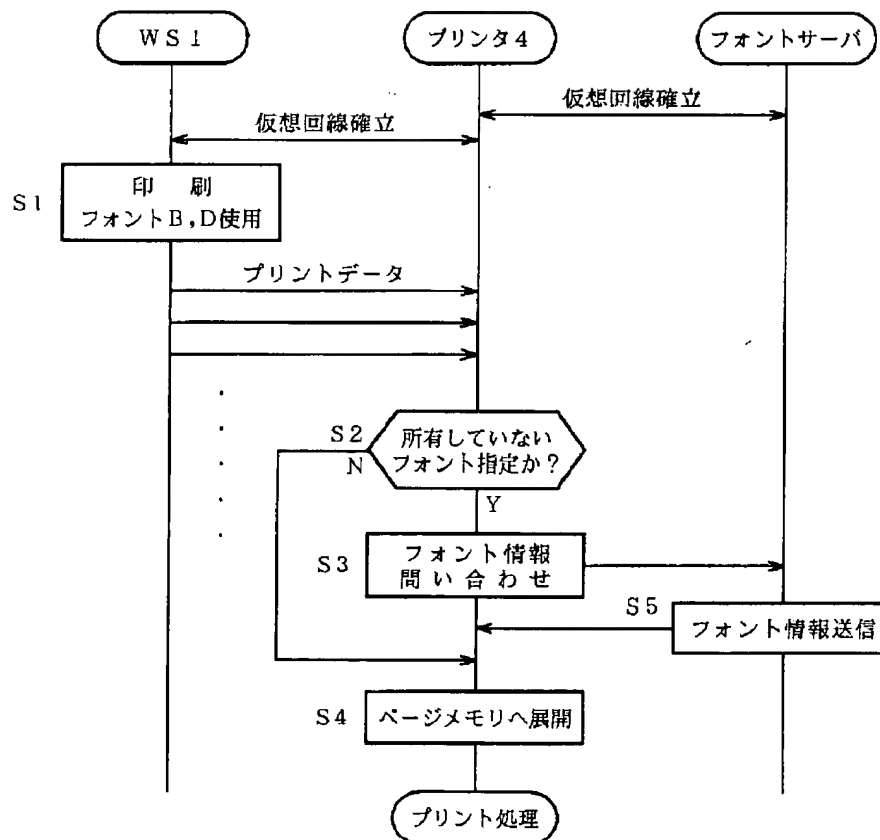 WS1
プリンタ4
フォントサーバ
仮想回線確立
仮想回線確立
S1
印 刷
フォントB,D使用
プリントデータ
S2
所有していない
フォント指定か?
N
Y
S3
フォント情報
問い合わせ
S5
フォント情報送信
S4
ページメモリへ展開
プリント処理